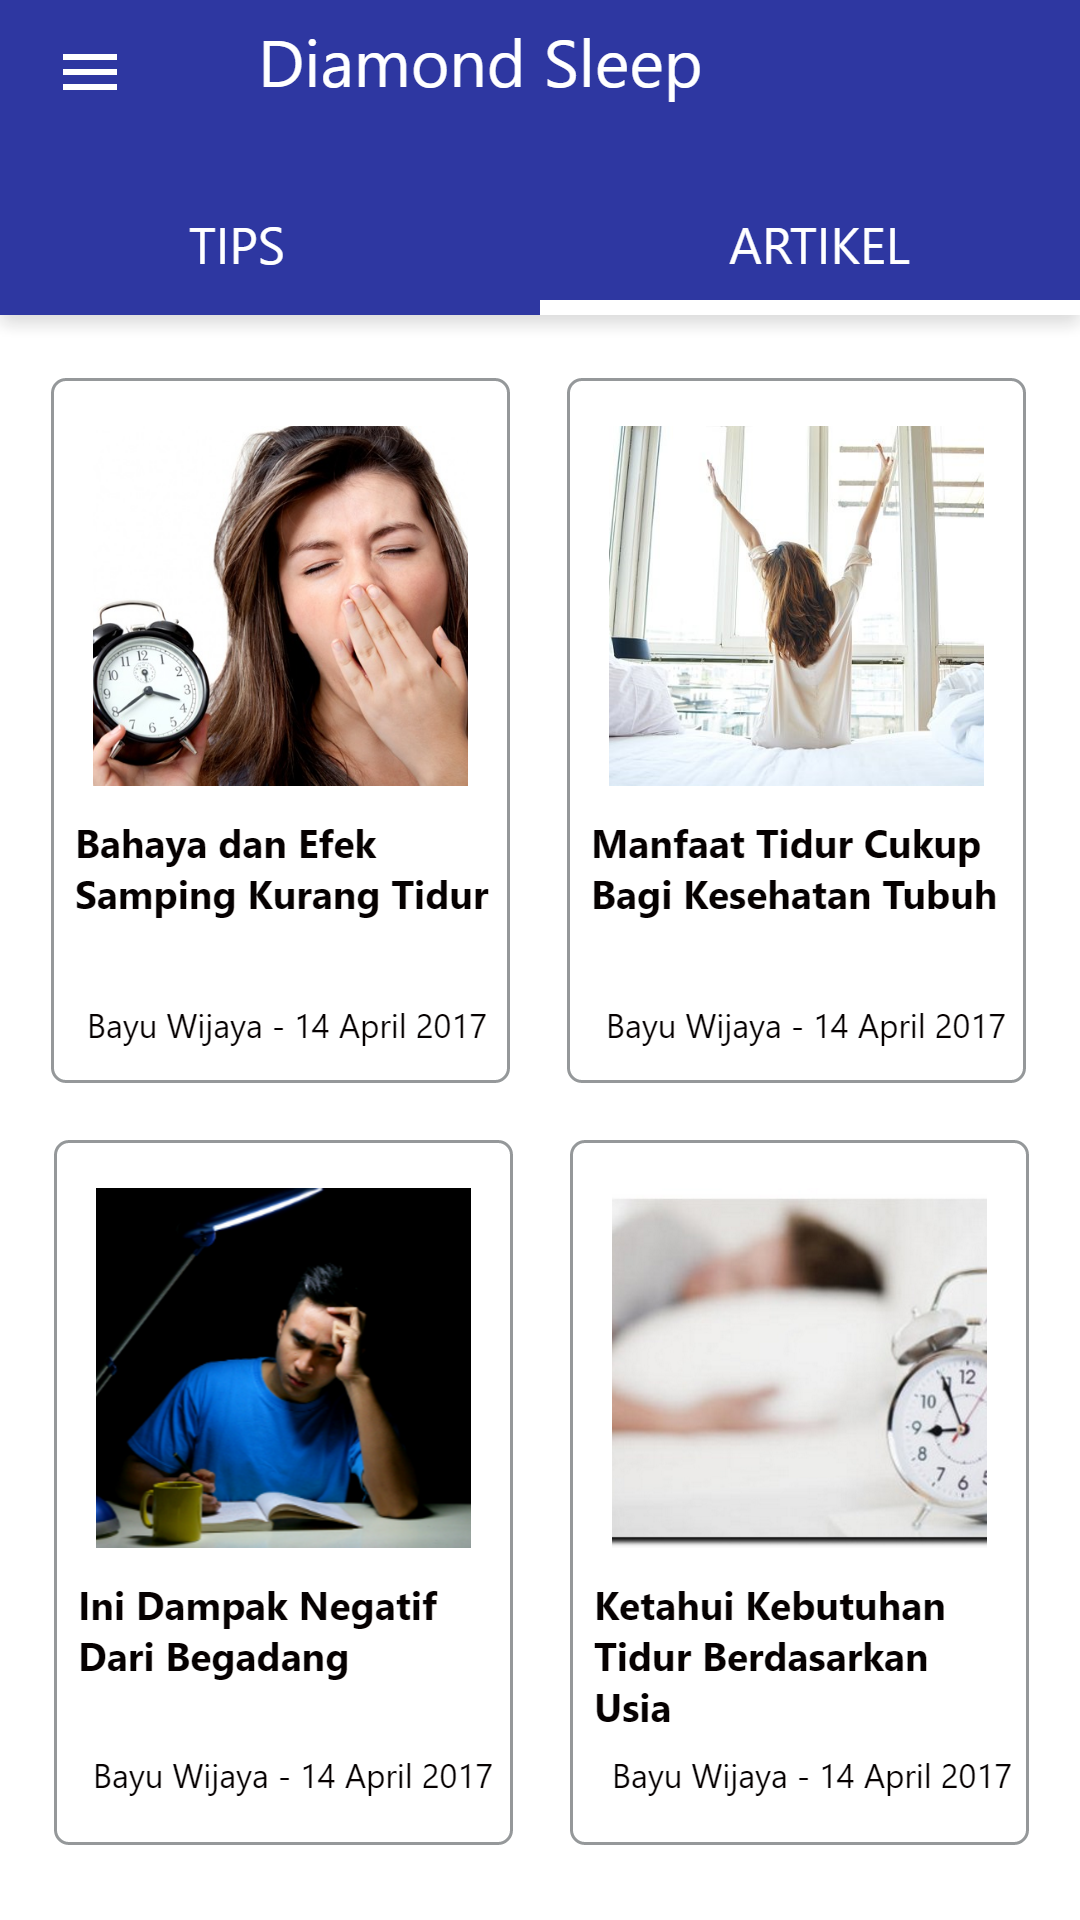 Diamond Sleep
TIPS
ARTIKEL
Bahaya dan Efek
Samping Kurang Tidur
Bayu Wijaya - 14 April 2017
Manfaat Tidur Cukup
Bagi Kesehatan Tubuh
Bayu Wijaya - 14 April 2017
Ini Dampak Negatif
Dari Begadang
Bayu Wijaya - 14 April 2017
Ketahui Kebutuhan
Tidur Berdasarkan
Usia
Bayu Wijaya - 14 April 2017